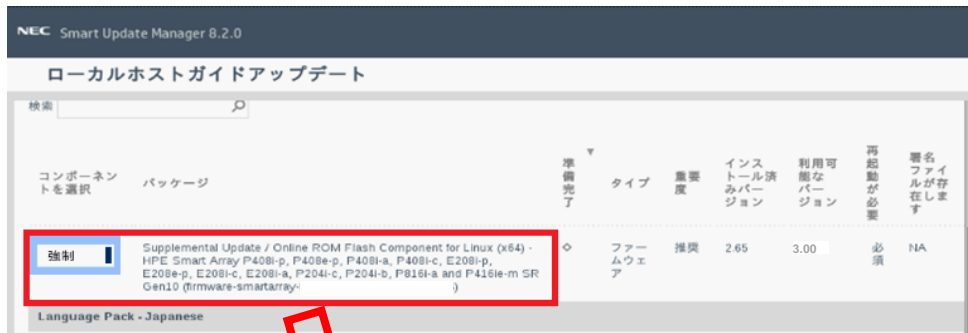 NEC Smart Update Manager 8.2.0
ローカルホストガイドアップデート
検索
コンポーネン
トを選択
パッケージ
準備完了
タイプ
重要
度
インス
トール済
みバー
ジョン
利用可
能な
バー
ジョン
再起動が必要
署名
ファイ
ルが存
在しま
す
強制
Supplemental Update / Online ROM Flash Component for Linux (x64) -
HPE Smart Array P408i-p, P408e-p, P408i-a, P408i-c, E208i-p,
E208e-p, E208i-c, E208i-a, P204i-c, P204i-b, P816i-a and P416ie-m SR
Gen10 (firmware-smartarray-
)
ファー
ムウェ
ア
推奨
2.65
3.00
必須
NA
Language Pack - Japanese